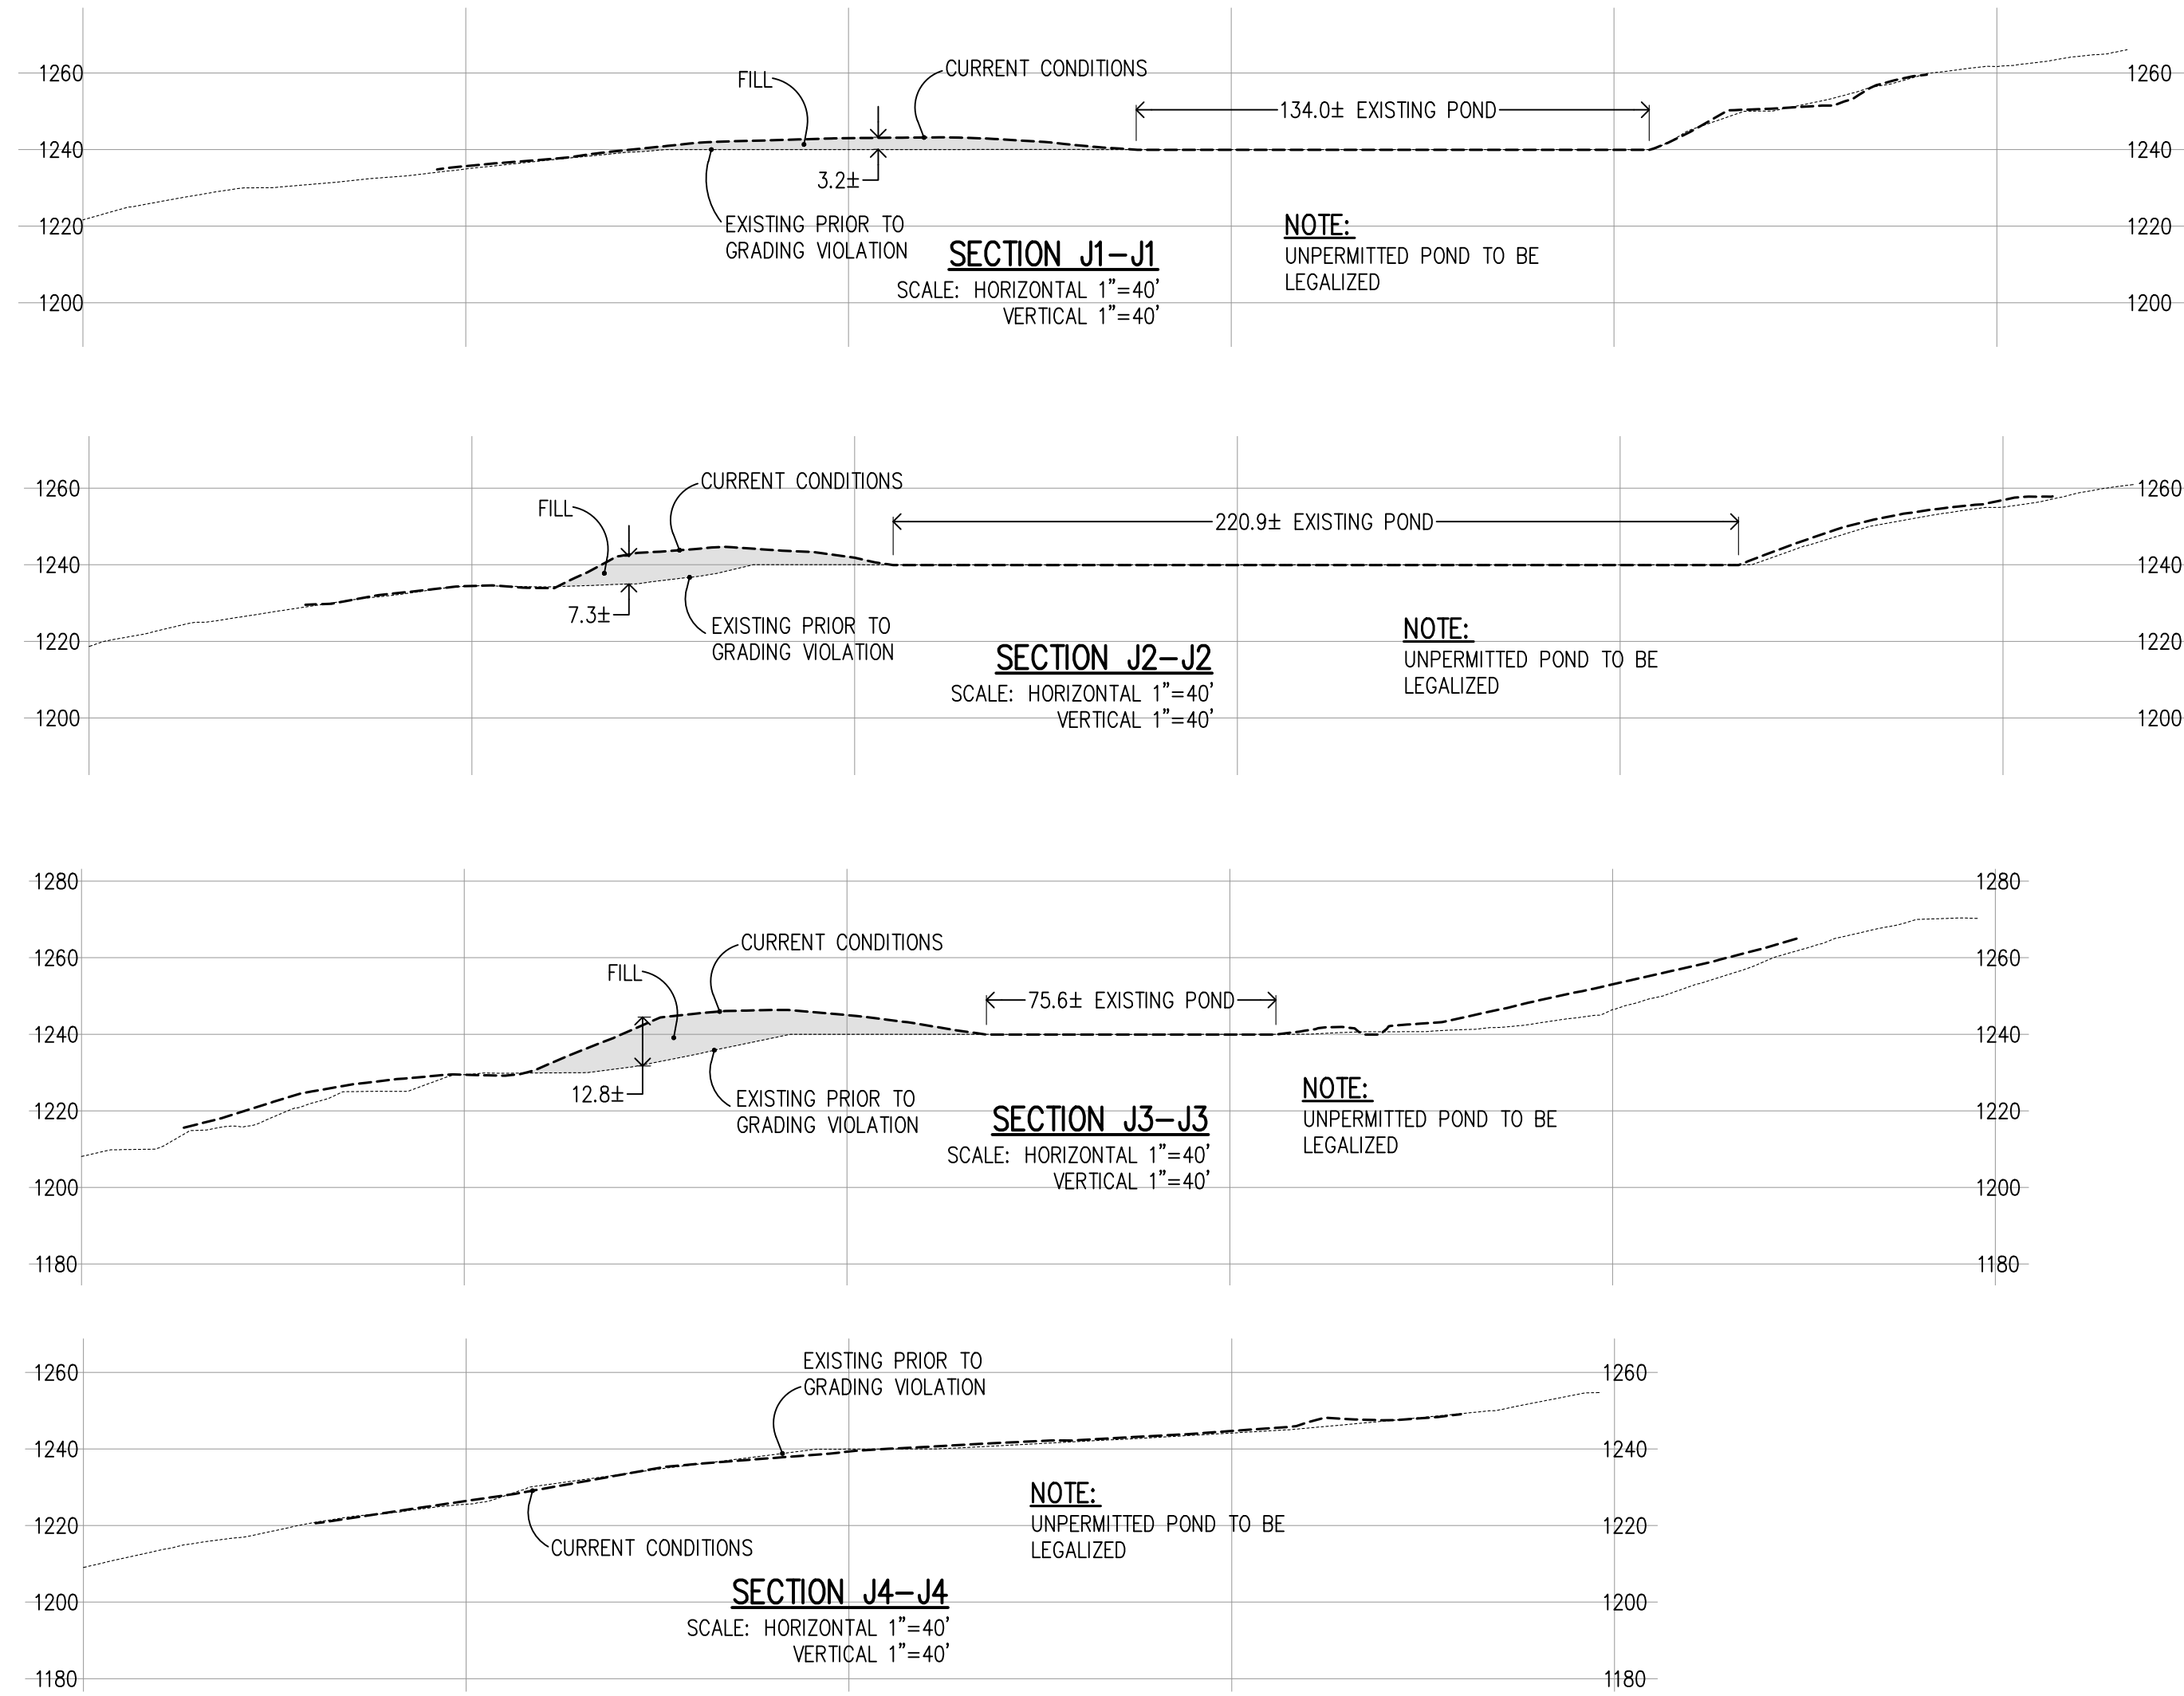 FILL
CURRENT CONDITIONS
1260
1260
134.0± EXISTING POND
1240
1240
3.2±
EXISTING PRIOR TO
GRADING VIOLATION
1220
1220
SECTION J1-J1
SCALE: HORIZONTAL 1"=40'
VERTICAL 1"=40'
NOTE:
UNPERMITTED POND TO BE
LEGALIZED
1200
1200
CURRENT CONDITIONS
1260
1260
FILL
220.9± EXISTING POND
1240
1240
7.3±
EXISTING PRIOR TO
GRADING VIOLATION
1220
1220
SECTION J2-J2
SCALE: HORIZONTAL 1"=40'
VERTICAL 1"=40'
NOTE:
UNPERMITTED POND TO BE
LEGALIZED
1200
1200
1280
1280
CURRENT CONDITIONS
1260
1260
FILL
75.6± EXISTING POND
1240
1240
12.8±
EXISTING PRIOR TO
GRADING VIOLATION
1220
1220
SECTION J3-J3
SCALE: HORIZONTAL 1"=40'
VERTICAL 1"=40'
NOTE:
UNPERMITTED POND TO BE
LEGALIZED
1200
1200
1180
1180
EXISTING PRIOR TO
GRADING VIOLATION
1260
1260
1240
1240
NOTE:
UNPERMITTED POND TO BE
LEGALIZED
1220
1220
CURRENT CONDITIONS
SECTION J4-J4
SCALE: HORIZONTAL 1"=40'
VERTICAL 1"=40'
1200
1200
1180
1180